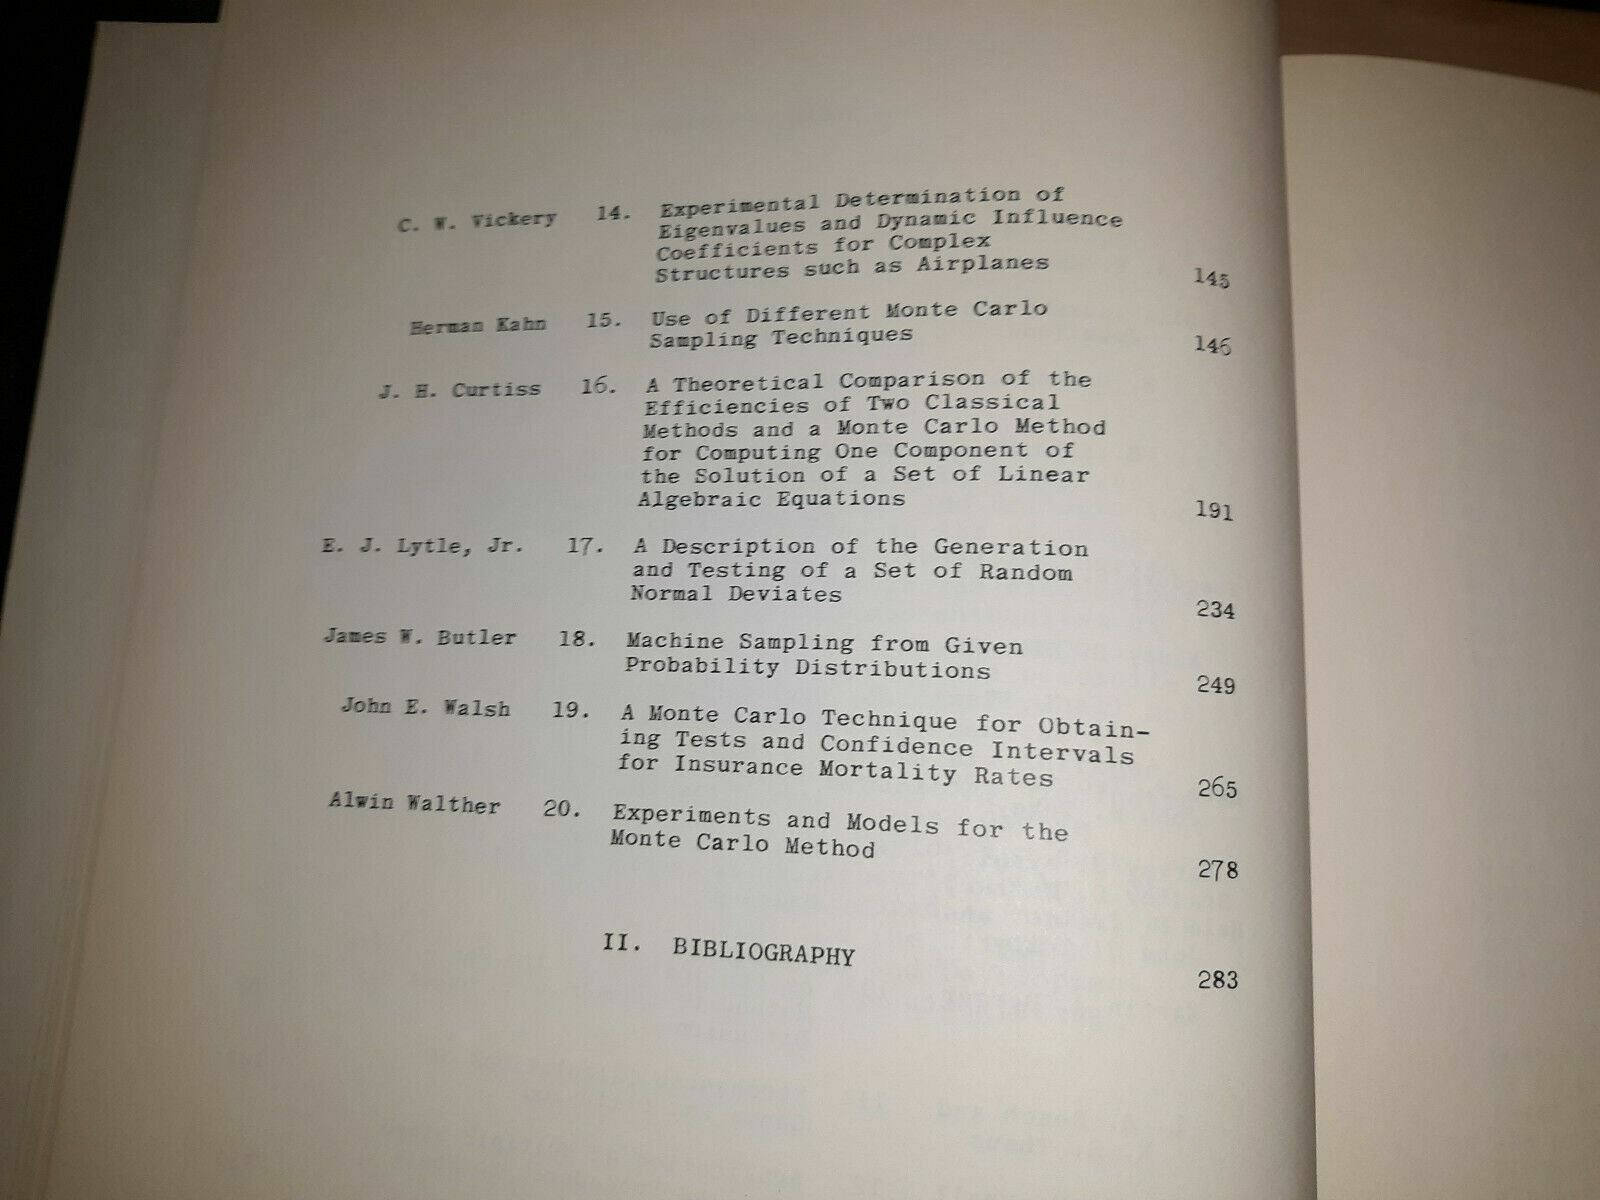 C. W. Vickery 14. Experimental Determination of
Eigenvalues and Dynamic Influence
Coefficients for Complex
Structures such as Airplanes 145
Herman Kahn 15. Use of Different Monte Carlo
Sampling Techniques 146
J. H. Curtiss 16. A Theoretical Comparison of the
Efficiencies of Two Classical
Methods and a Monte Carlo Method
for Computing One Component of
the Solution of a Set of Linear
Algebraic Equations 191
E. J. Lytle, Jr. 17. A Description of the Generation
and Testing of a Set of Random
Normal Deviates 234
James W. Butler 18. Machine Sampling from Given
Probability Distributions 249
John E. Walsh 19. A Monte Carlo Technique for Obtain-
ing Tests and Confidence Intervals
for Insurance Mortality Rates 265
Alwin Walther 20. Experiments and Models for the
Monte Carlo Method 278
II. BIBLIOGRAPHY 283